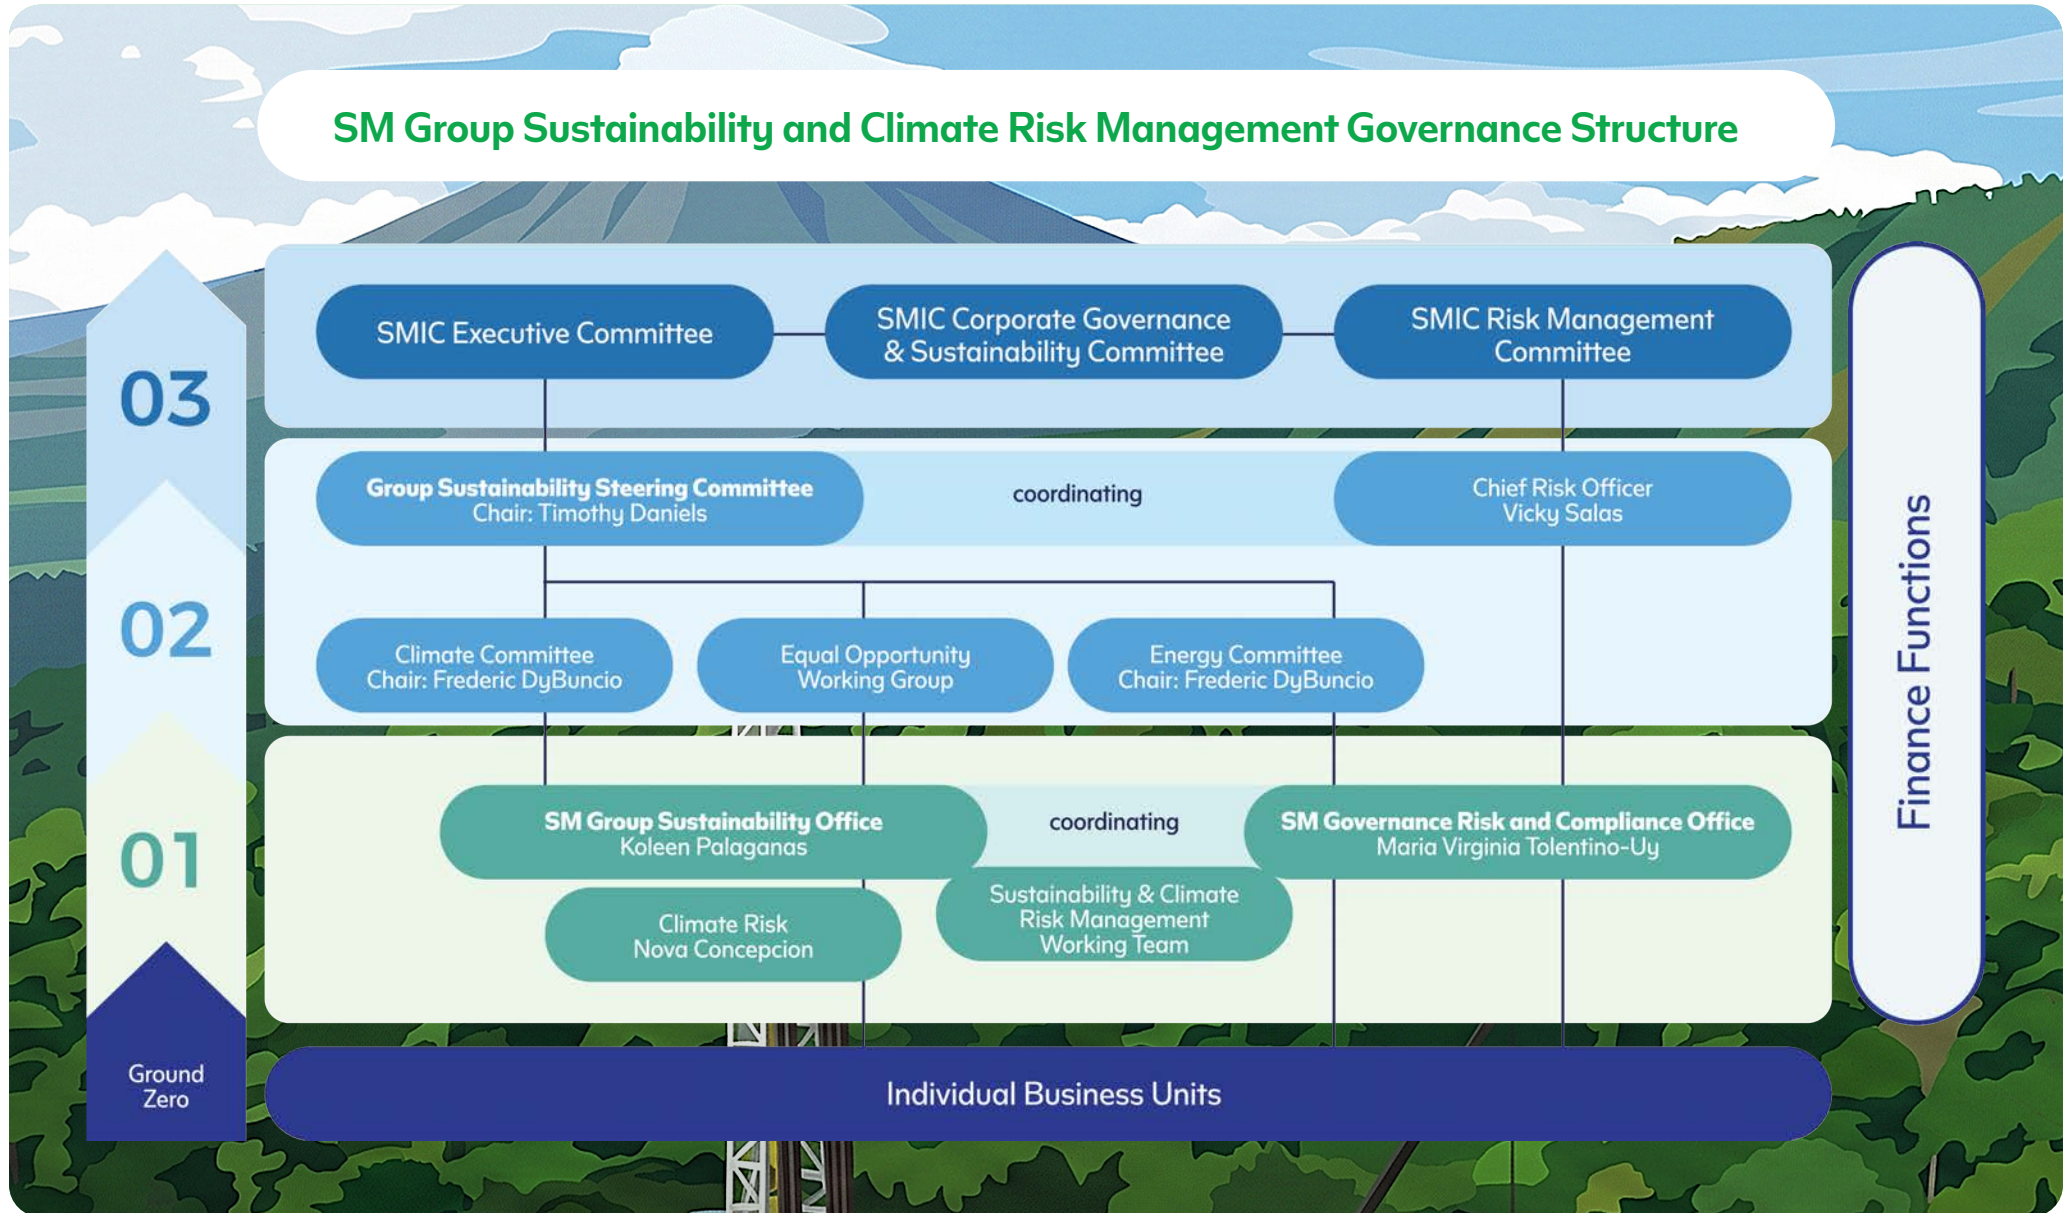 SM Group Sustainability and Climate Risk Management Governance Structure
03
SMIC Executive Committee
SMIC Corporate Governance
& Sustainability Committee
SMIC Risk Management
Committee
02
Group Sustainability Steering Committee
Chair: Timothy Daniels
coordinating
Chief Risk Officer
Vicky Salas
Climate Committee
Chair: Frederic DyBuncio
Equal Opportunity
Working Group
Energy Committee
Chair: Frederic DyBuncio
01
SM Group Sustainability Office
Koleen Palaganas
coordinating
SM Governance Risk and Compliance Office
Maria Virginia Tolentino-Uy
Climate Risk
Nova Concepcion
Sustainability & Climate
Risk Management
Working Team
Ground
Zero
Individual Business Units
Finance Functions